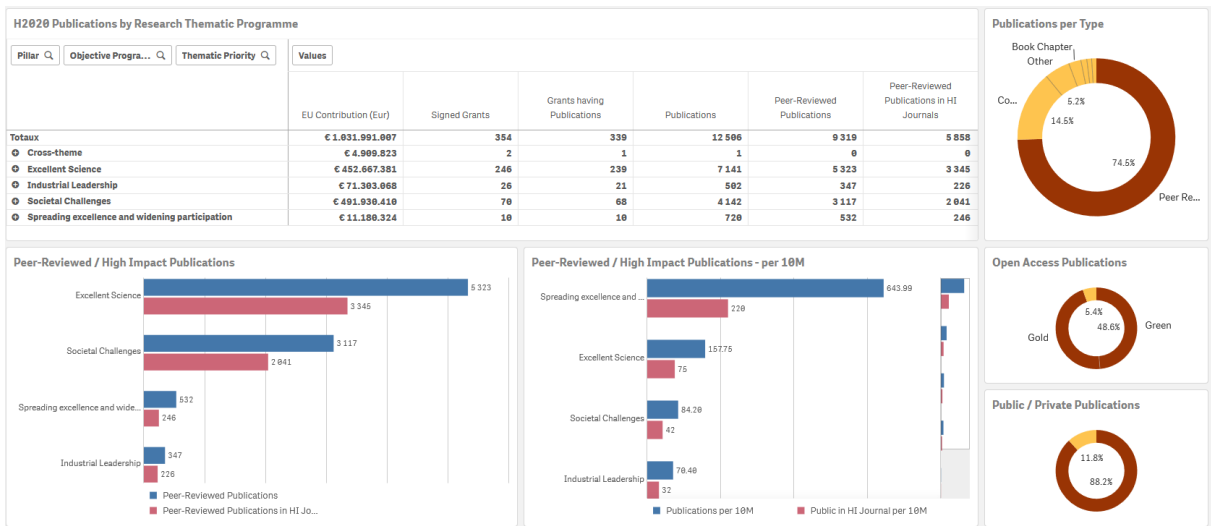 H2020 Publications by Research Thematic Programme
Pillar
Objective Progra...
Thematic Priority
Values
EU Contribution (Eur)
Signed Grants
Grants having
Publications
Publications
Peer-Reviewed
Publications
Peer-Reviewed
Publications in HI
Journals
Totaux € 1.031.991.007 354 339 12 506 9 319 5 858
Cross-theme € 4.909.823 2 1 1 0 0
Excellent Science € 452.667.381 246 239 7 141 5 323 3 345
Industrial Leadership € 71.303.068 26 21 502 347 226
Societal Challenges € 491.930.410 70 68 4 142 3 117 2 041
Spreading excellence and widening participation € 11.180.324 10 10 720 532 246
Publications per Type
Book Chapter
Other
Co...
5.2%
14.5%
74.5%
Peer Re...
Peer-Reviewed / High Impact Publications
Excellent Science
5 323
3 345
Societal Challenges
3 117
2 041
Spreading excellence and wide...
532
246
Industrial Leadership
347
226
Peer-Reviewed Publications
Peer-Reviewed Publications in HI Jo...
Peer-Reviewed / High Impact Publications - per 10M
Spreading excellence and ...
643.99
220
Excellent Science
157.75
75
Societal Challenges
84.20
42
Industrial Leadership
70.40
32
Publications per 10M
Public in HI Journal per 10M
Open Access Publications
5.4%
48.6%
Green
Gold
Public / Private Publications
11.8%
88.2%